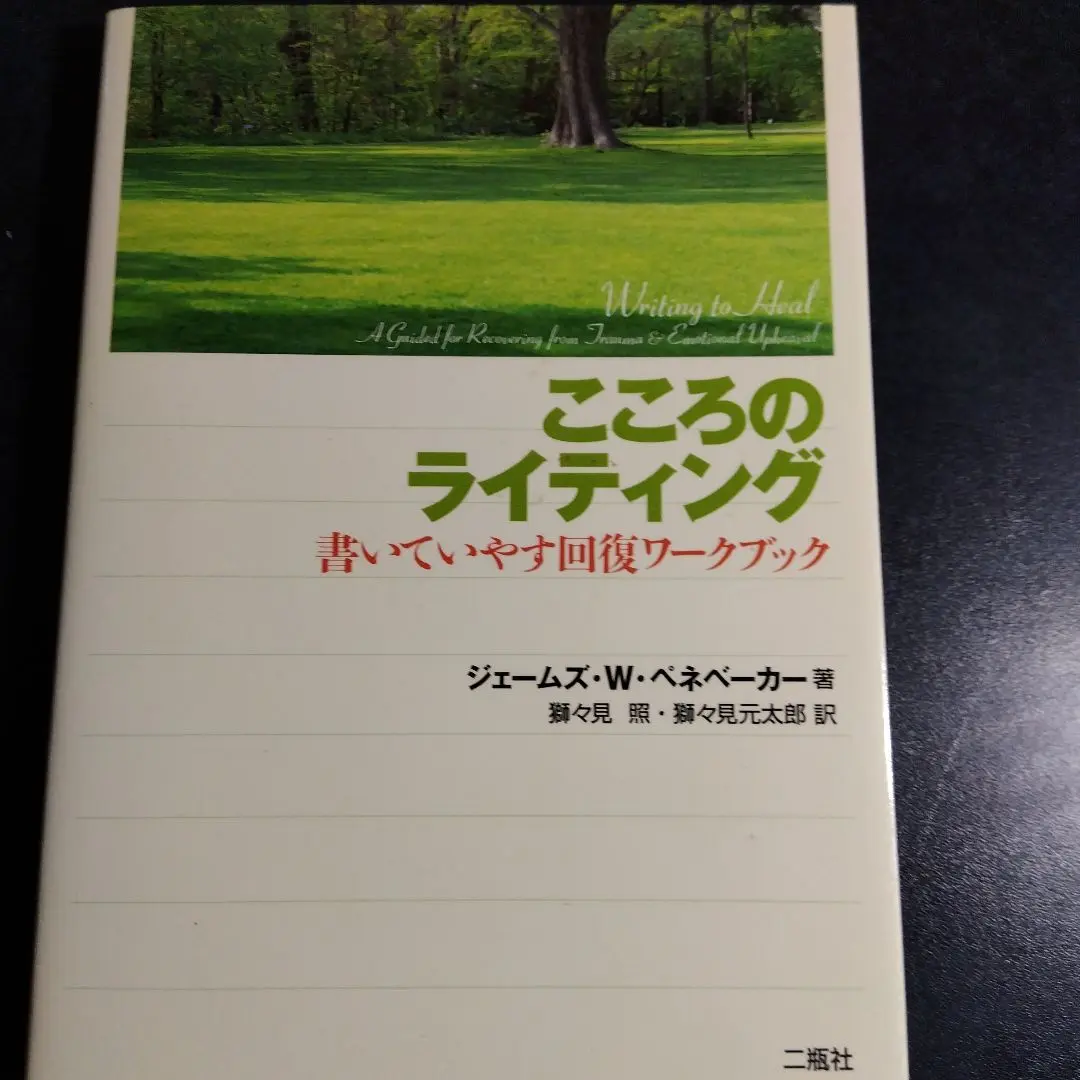 Writing to Heal
A Guided for Recovering from Trauma & Emotional Upheaval
こころの
ライティング
書いていやす回復ワークブック
ジェームズ・W・ペネベーカー 著
獅々見 照・獅々見元太郎 訳
二瓶社